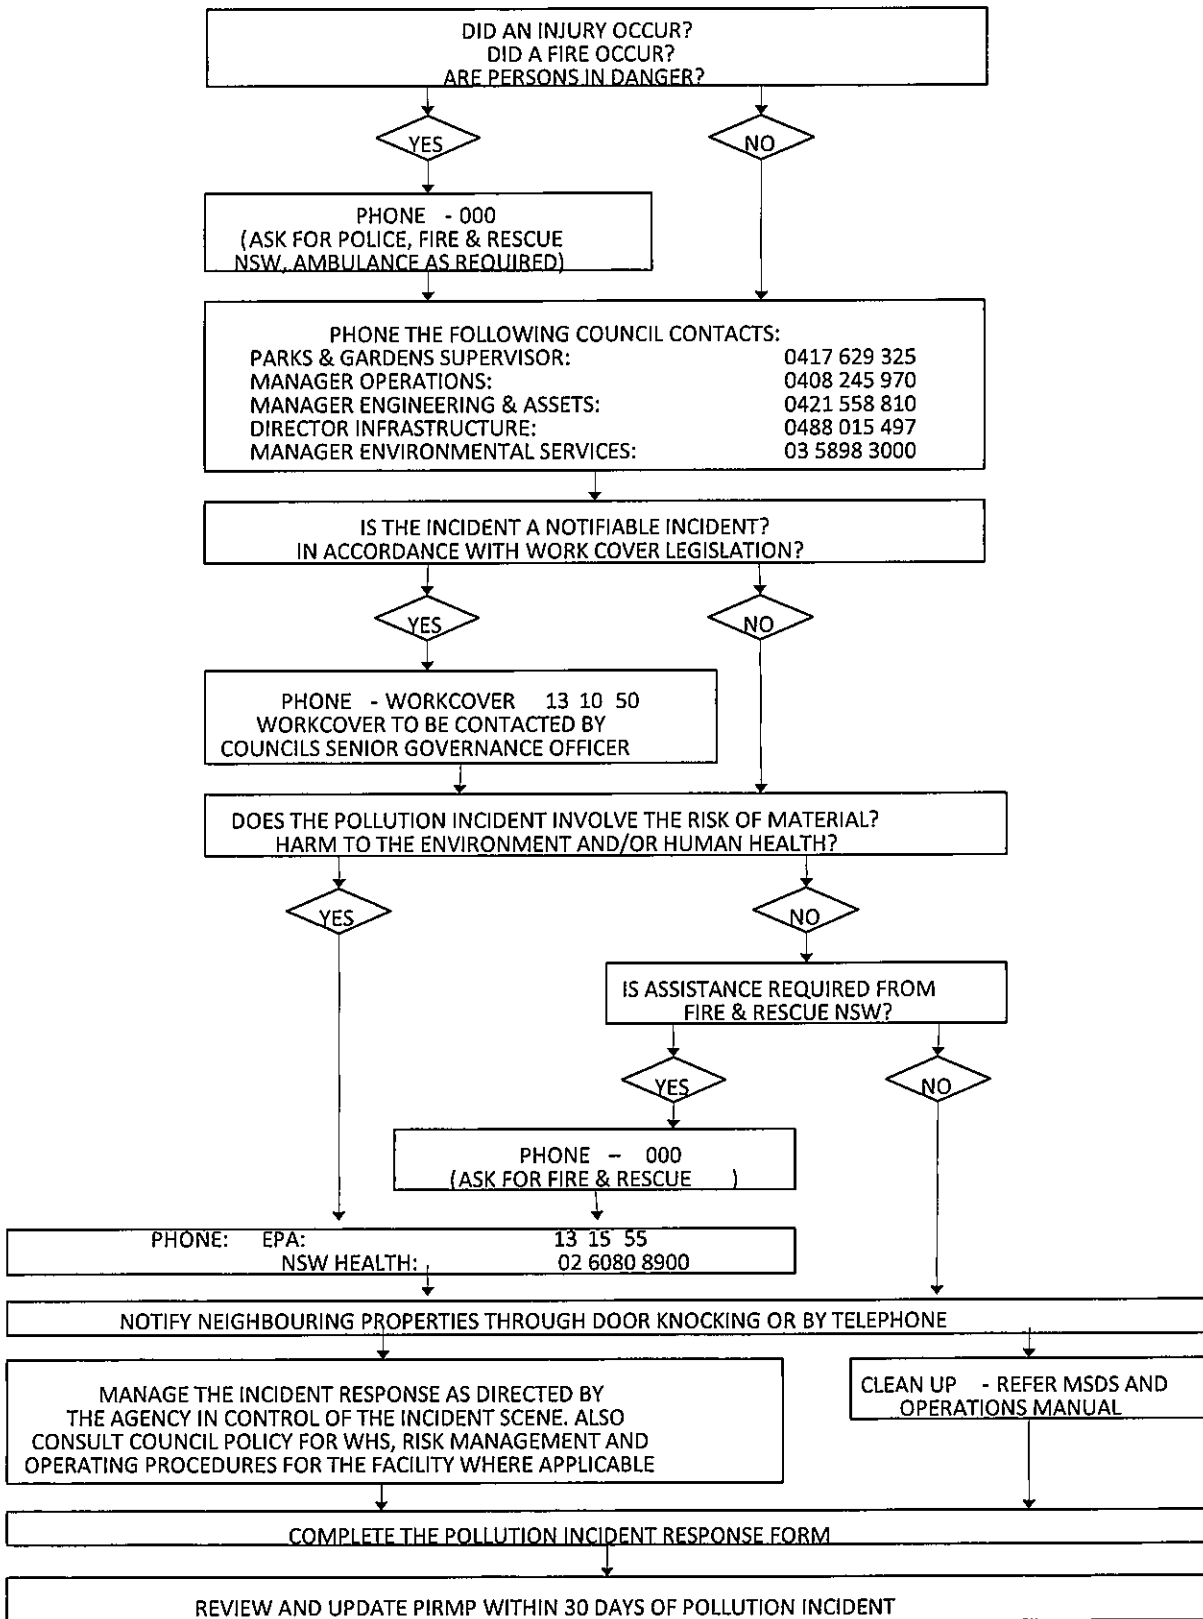 DID AN INJURY OCCUR?
DID A FIRE OCCUR?
ARE PERSONS IN DANGER?
YES
NO
PHONE - 000
(ASK FOR POLICE, FIRE & RESCUE
NSW, AMBULANCE AS REQUIRED)
PHONE THE FOLLOWING COUNCIL CONTACTS:
PARKS & GARDENS SUPERVISOR: 0417 629 325
MANAGER OPERATIONS: 0408 245 970
MANAGER ENGINEERING & ASSETS: 0421 558 810
DIRECTOR INFRASTRUCTURE: 0488 015 497
MANAGER ENVIRONMENTAL SERVICES: 03 5898 3000
IS THE INCIDENT A NOTIFIABLE INCIDENT?
IN ACCORDANCE WITH WORK COVER LEGISLATION?
YES
NO
PHONE - WORKCOVER 13 10 50
WORKCOVER TO BE CONTACTED BY
COUNCILS SENIOR GOVERNANCE OFFICER
DOES THE POLLUTION INCIDENT INVOLVE THE RISK OF MATERIAL?
HARM TO THE ENVIRONMENT AND/OR HUMAN HEALTH?
YES
NO
IS ASSISTANCE REQUIRED FROM
FIRE & RESCUE NSW?
YES
NO
PHONE – 000
(ASK FOR FIRE & RESCUE )
PHONE: EPA: 13 15 55
NSW HEALTH: 02 6080 8900
NOTIFY NEIGHBOURING PROPERTIES THROUGH DOOR KNOCKING OR BY TELEPHONE
MANAGE THE INCIDENT RESPONSE AS DIRECTED BY
THE AGENCY IN CONTROL OF THE INCIDENT SCENE. ALSO
CONSULT COUNCIL POLICY FOR WHS, RISK MANAGEMENT AND
OPERATING PROCEDURES FOR THE FACILITY WHERE APPLICABLE
CLEAN UP - REFER MSDS AND
OPERATIONS MANUAL
COMPLETE THE POLLUTION INCIDENT RESPONSE FORM
REVIEW AND UPDATE PIRMP WITHIN 30 DAYS OF POLLUTION INCIDENT